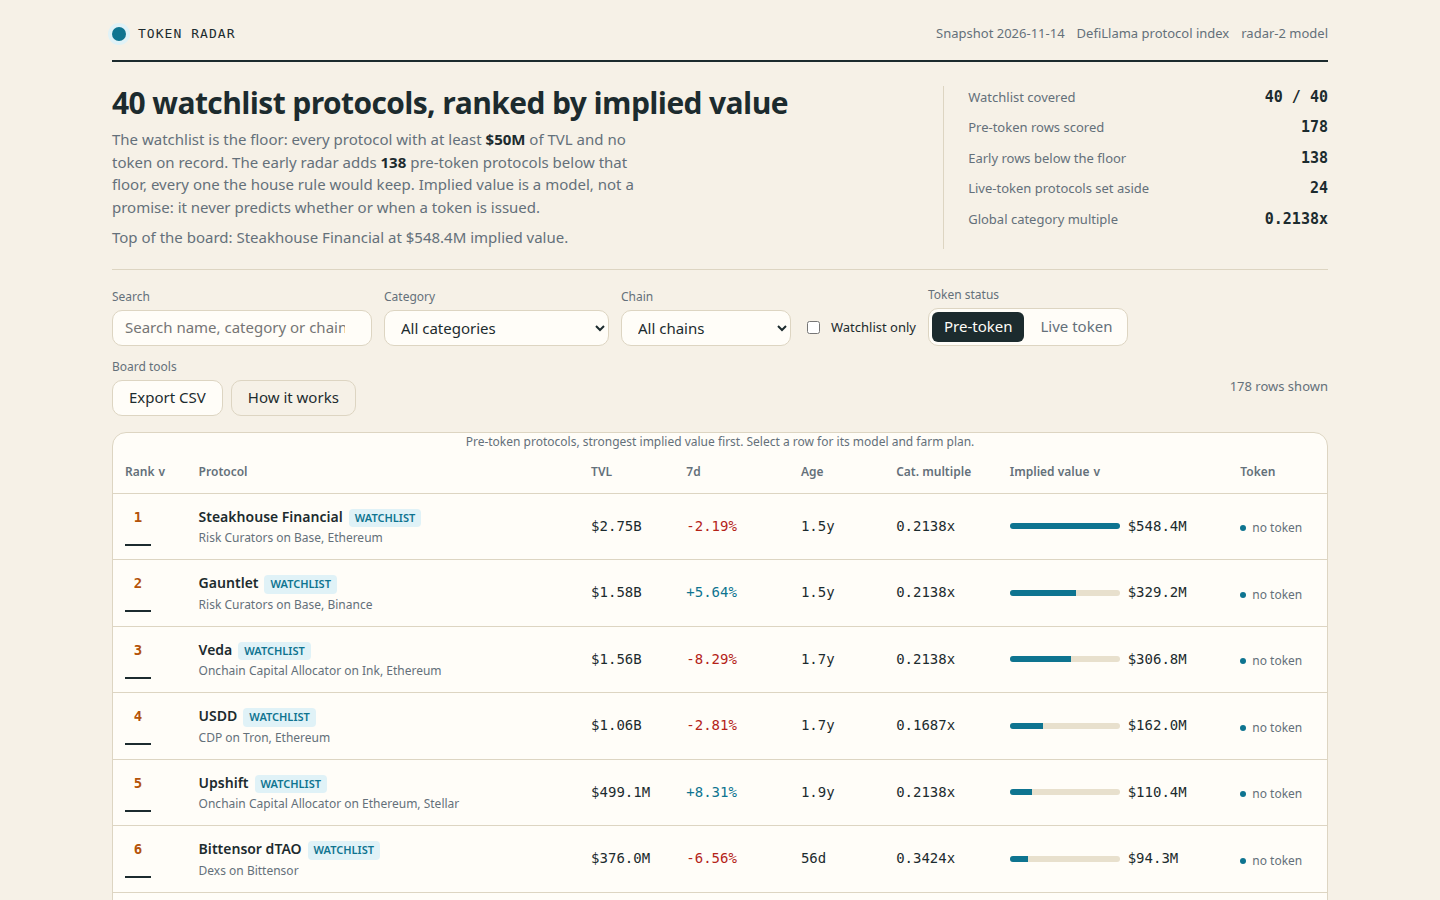 TOKEN RADAR
Snapshot 2026-11-14 DefiLlama protocol index radar-2 model
40 watchlist protocols, ranked by implied value
The watchlist is the floor: every protocol with at least $50M of TVL and no
token on record. The early radar adds 138 pre-token protocols below that
floor, every one the house rule would keep. Implied value is a model, not a
promise: it never predicts whether or when a token is issued.
Top of the board: Steakhouse Financial at $548.4M implied value.
Watchlist covered 40 / 40
Pre-token rows scored 178
Early rows below the floor 138
Live-token protocols set aside 24
Global category multiple 0.2138x
Search Category Chain Token status
Search name, category or chain All categories All chains Watchlist only Pre-token Live token
Board tools
Export CSV How it works 178 rows shown
Pre-token protocols, strongest implied value first. Select a row for its model and farm plan.
Rank v Protocol TVL 7d Age Cat. multiple Implied value v Token
1 Steakhouse Financial WATCHLIST $2.75B -2.19% 1.5y 0.2138x $548.4M no token
Risk Curators on Base, Ethereum
2 Gauntlet WATCHLIST $1.58B +5.64% 1.5y 0.2138x $329.2M no token
Risk Curators on Base, Binance
3 Veda WATCHLIST $1.56B -8.29% 1.7y 0.2138x $306.8M no token
Onchain Capital Allocator on Ink, Ethereum
4 USDD WATCHLIST $1.06B -2.81% 1.7y 0.1687x $162.0M no token
CDP on Tron, Ethereum
5 Upshift WATCHLIST $499.1M +8.31% 1.9y 0.2138x $110.4M no token
Onchain Capital Allocator on Ethereum, Stellar
6 Bittensor dTAO WATCHLIST $376.0M -6.56% 56d 0.3424x $94.3M no token
Dexs on Bittensor